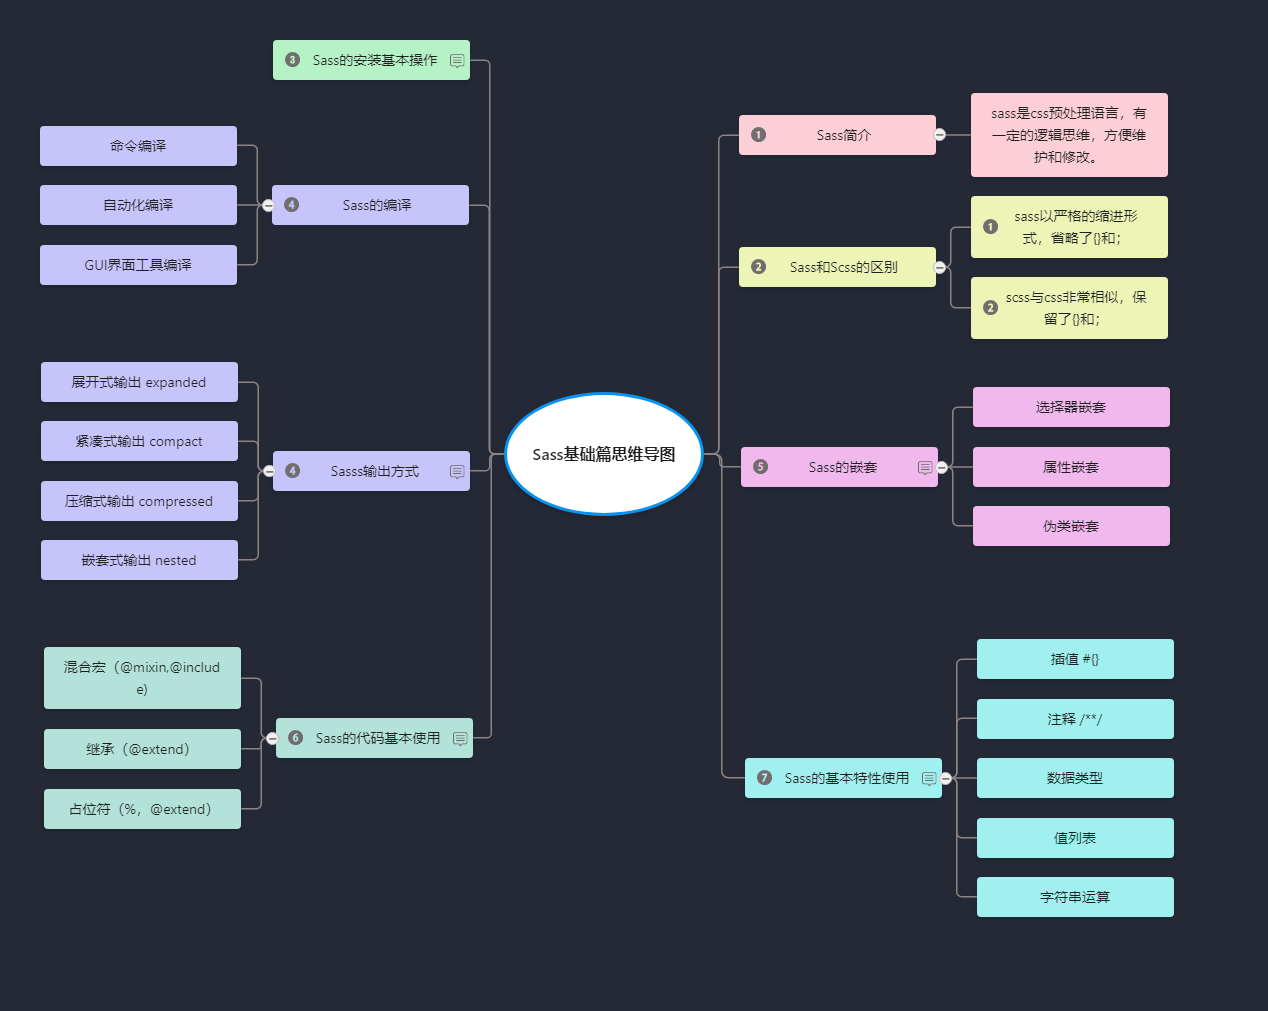 Sass基础篇思维导图
1 Sass简介
sass是css预处理语言，有
一定的逻辑思维，方便维
护和修改。
2 Sass和Scss的区别
1 sass以严格的缩进形
式，省略了{}和；
2 scss与css非常相似，保
留了{}和；
3 Sass的安装基本操作
4 Sass的编译
命令编译
自动化编译
GUI界面工具编译
4 Sasss输出方式
展开式输出 expanded
紧凑式输出 compact
压缩式输出 compressed
嵌套式输出 nested
5 Sass的嵌套
选择器嵌套
属性嵌套
伪类嵌套
6 Sass的代码基本使用
混合宏（@mixin,@includ
e)
继承（@extend）
占位符（%，@extend）
7 Sass的基本特性使用
插值 #{}
注释 /**/
数据类型
值列表
字符串运算